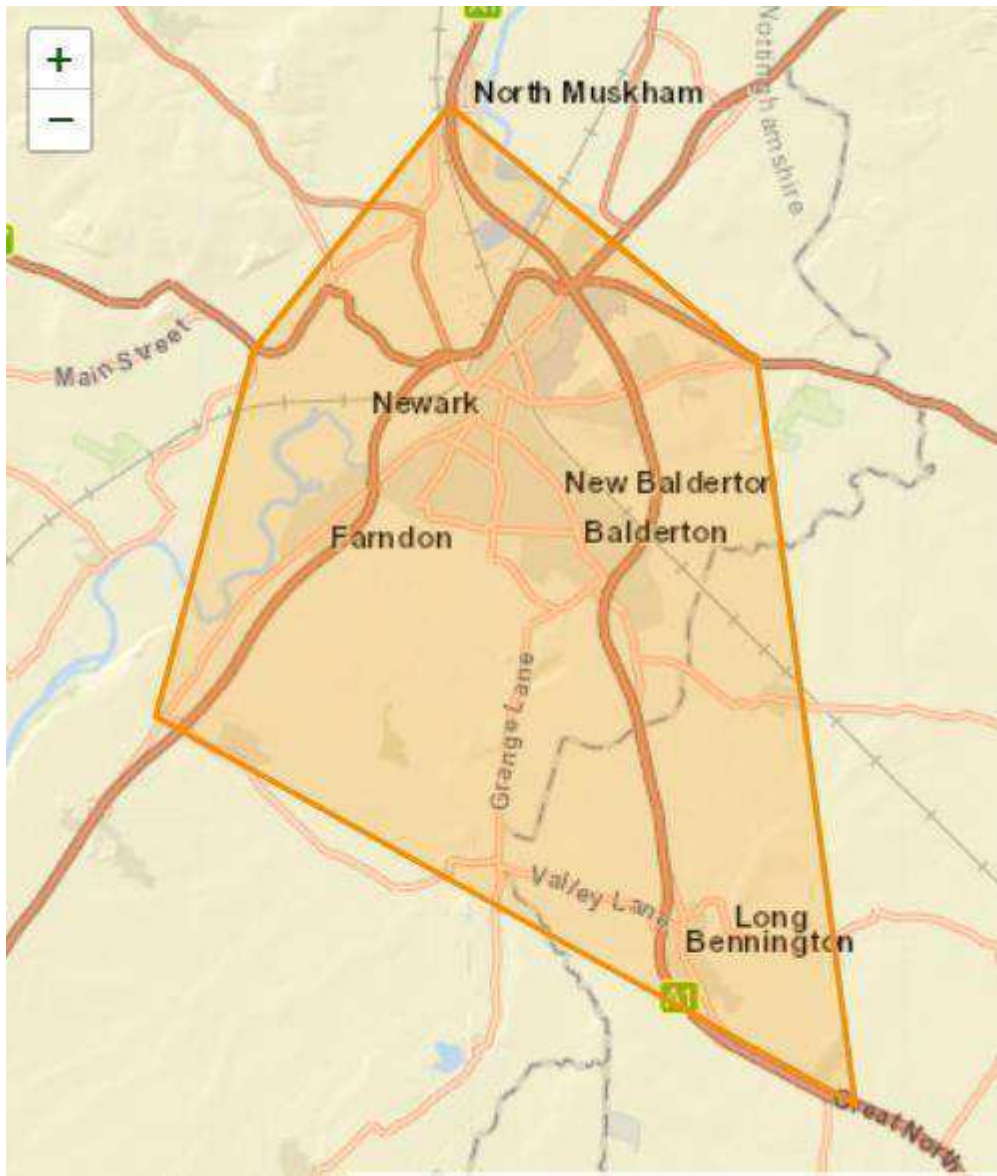 +
−
North Muskham
Nottinghamshire
Main Street
Newark
New Baldertor
Farndon
Balderton
Grange Lane
Valley Lane
Long
Bennington
A1
Great North